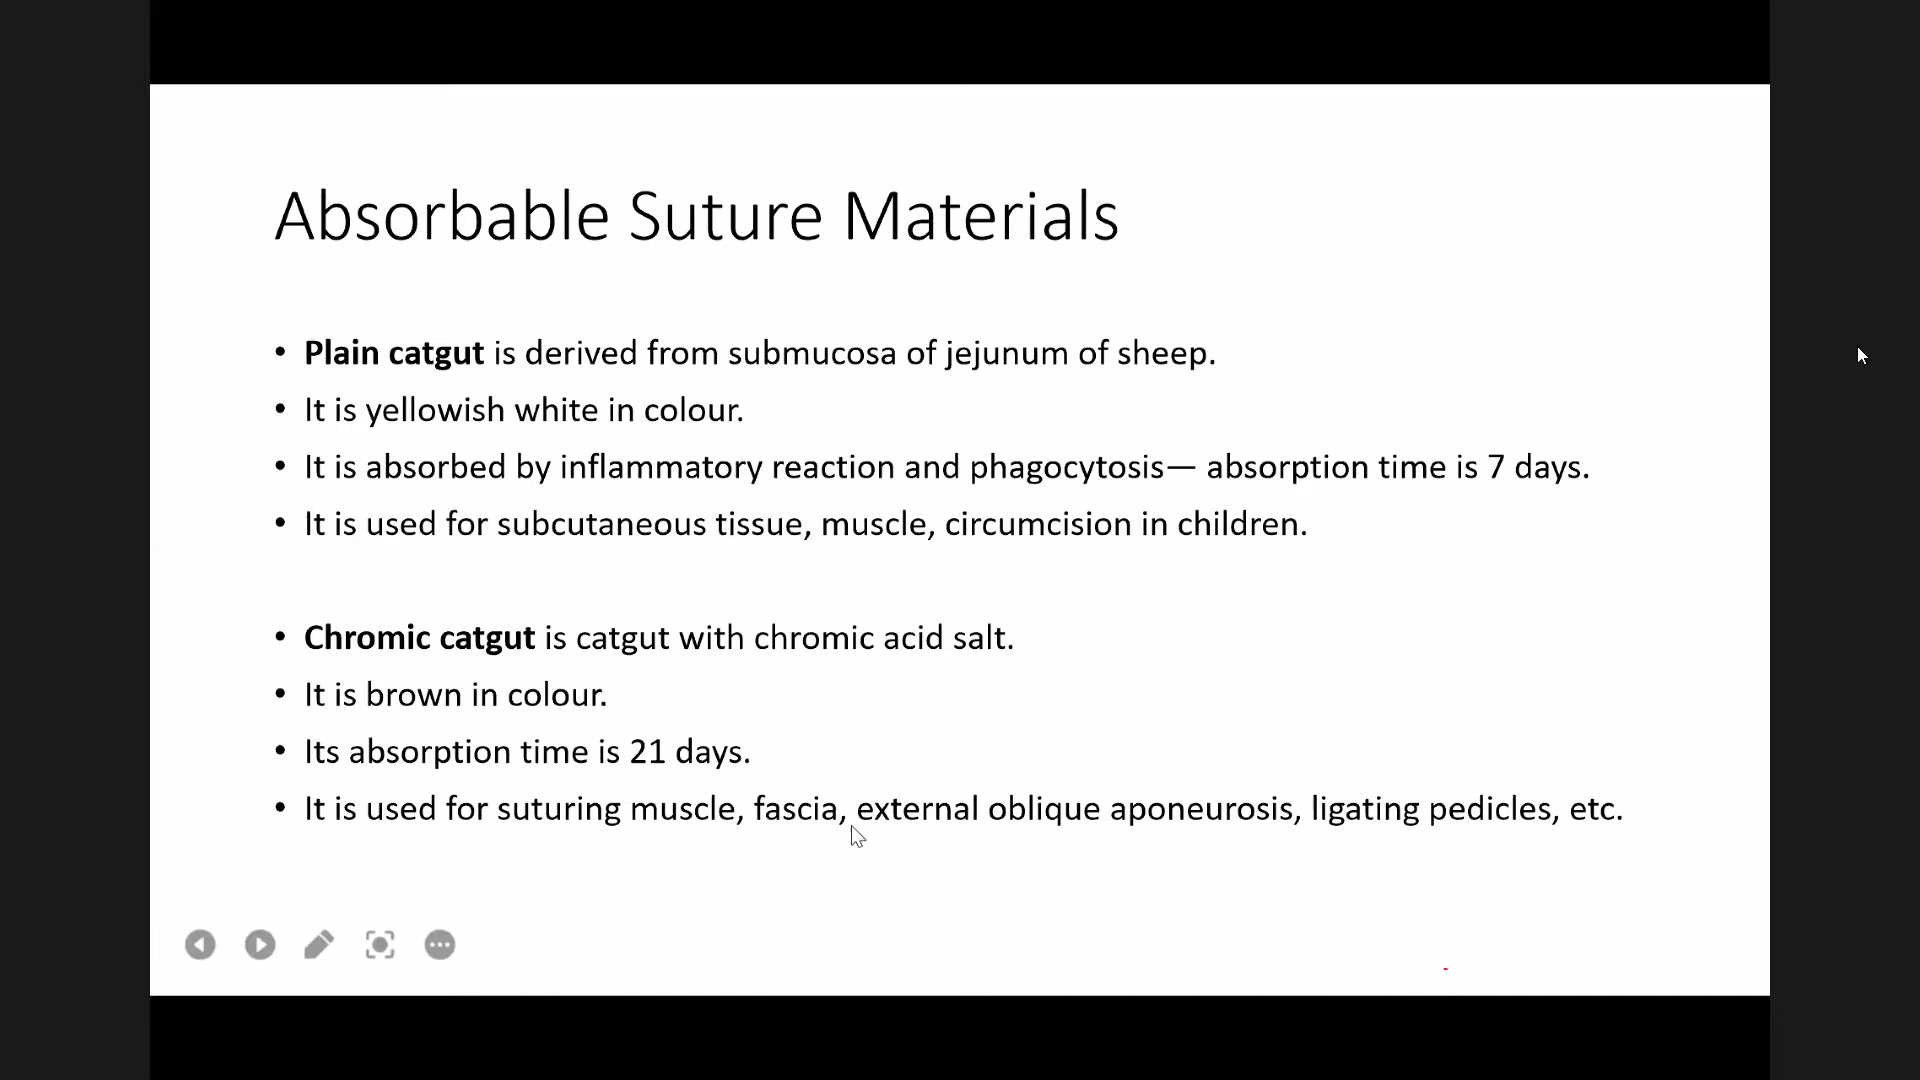 Absorbable Suture Materials
• Plain catgut is derived from submucosa of jejunum of sheep.
• It is yellowish white in colour.
• It is absorbed by inflammatory reaction and phagocytosis— absorption time is 7 days.
• It is used for subcutaneous tissue, muscle, circumcision in children.
• Chromic catgut is catgut with chromic acid salt.
• It is brown in colour.
• Its absorption time is 21 days.
• It is used for suturing muscle, fascia, external oblique aponeurosis, ligating pedicles, etc.